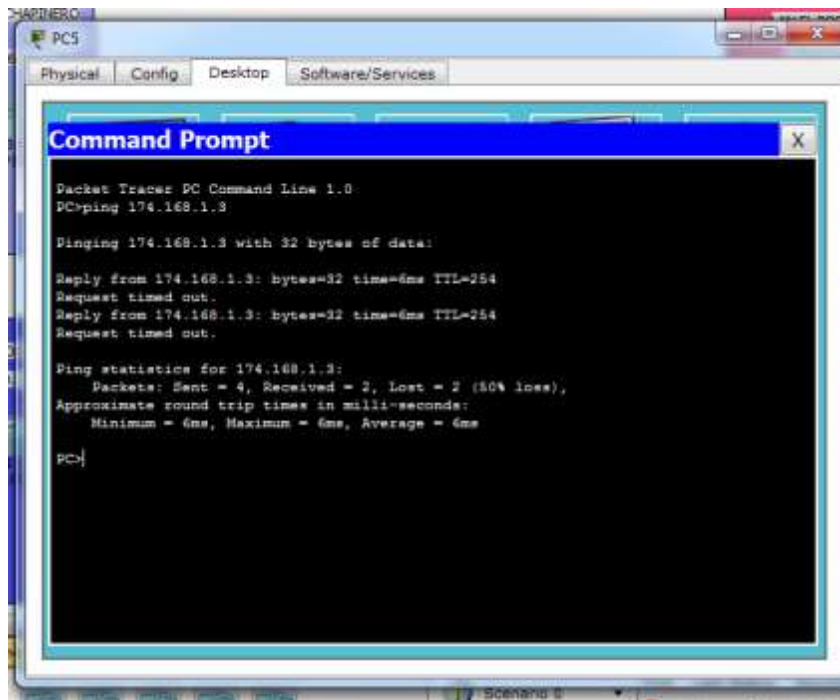 CHAPINERO
PC5
Physical Config Desktop Software/Services
Command Prompt
X
Packet Tracer PC Command Line 1.0
PC>ping 174.168.1.3
Pinging 174.168.1.3 with 32 bytes of data:
Reply from 174.168.1.3: bytes=32 time=6ms TTL=254
Request timed out.
Reply from 174.168.1.3: bytes=32 time=6ms TTL=254
Request timed out.
Ping statistics for 174.168.1.3:
Packets: Sent = 4, Received = 2, Lost = 2 (50% loss),
Approximate round trip times in milli-seconds:
Minimum = 6ms, Maximum = 6ms, Average = 6ms
PC>
Scenario 0